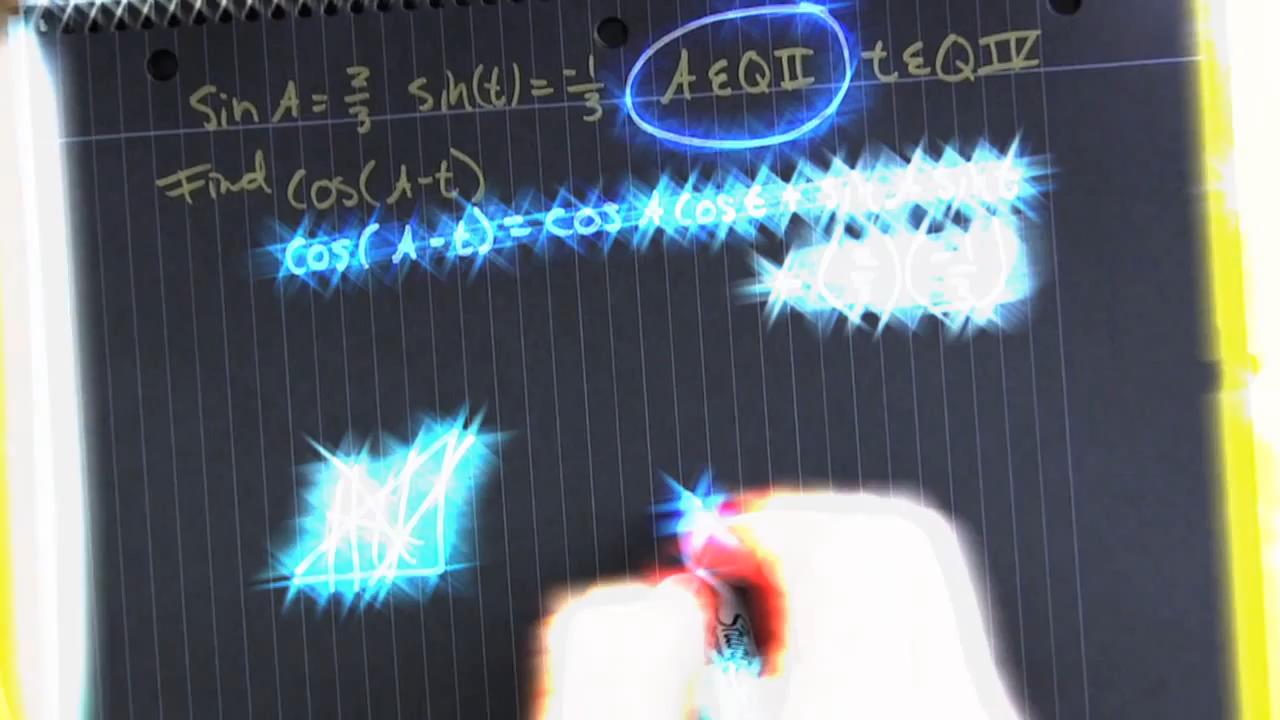 sin A = 2/3 sin(t) = -1/3 A ε Q II t ε Q IV
Find cos(A-t)
cos(A-t) = cos A cos t + sin A sin t